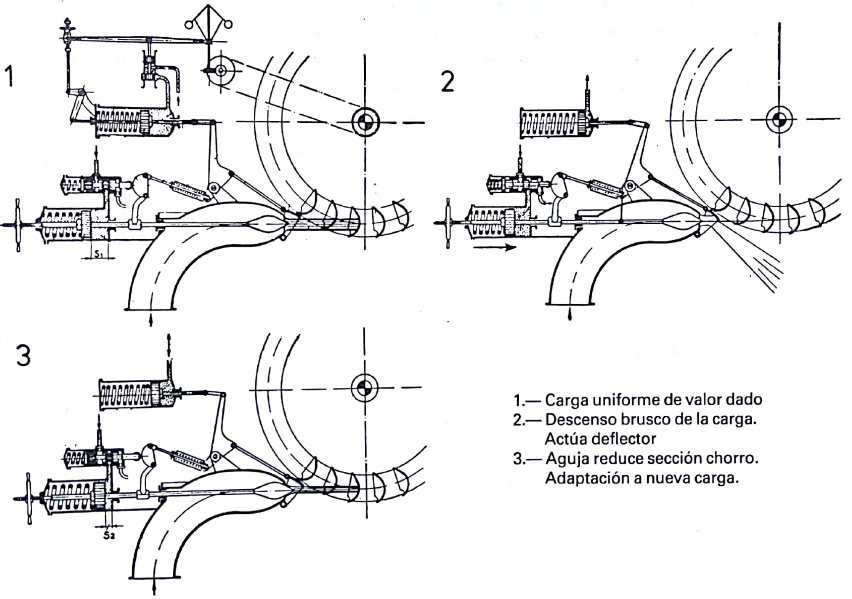 1
2
S₁
3
1.— Carga uniforme de valor dado
2.— Descenso brusco de la carga.
Actúa deflector
3.— Aguja reduce sección chorro.
Adaptación a nueva carga.
S₂